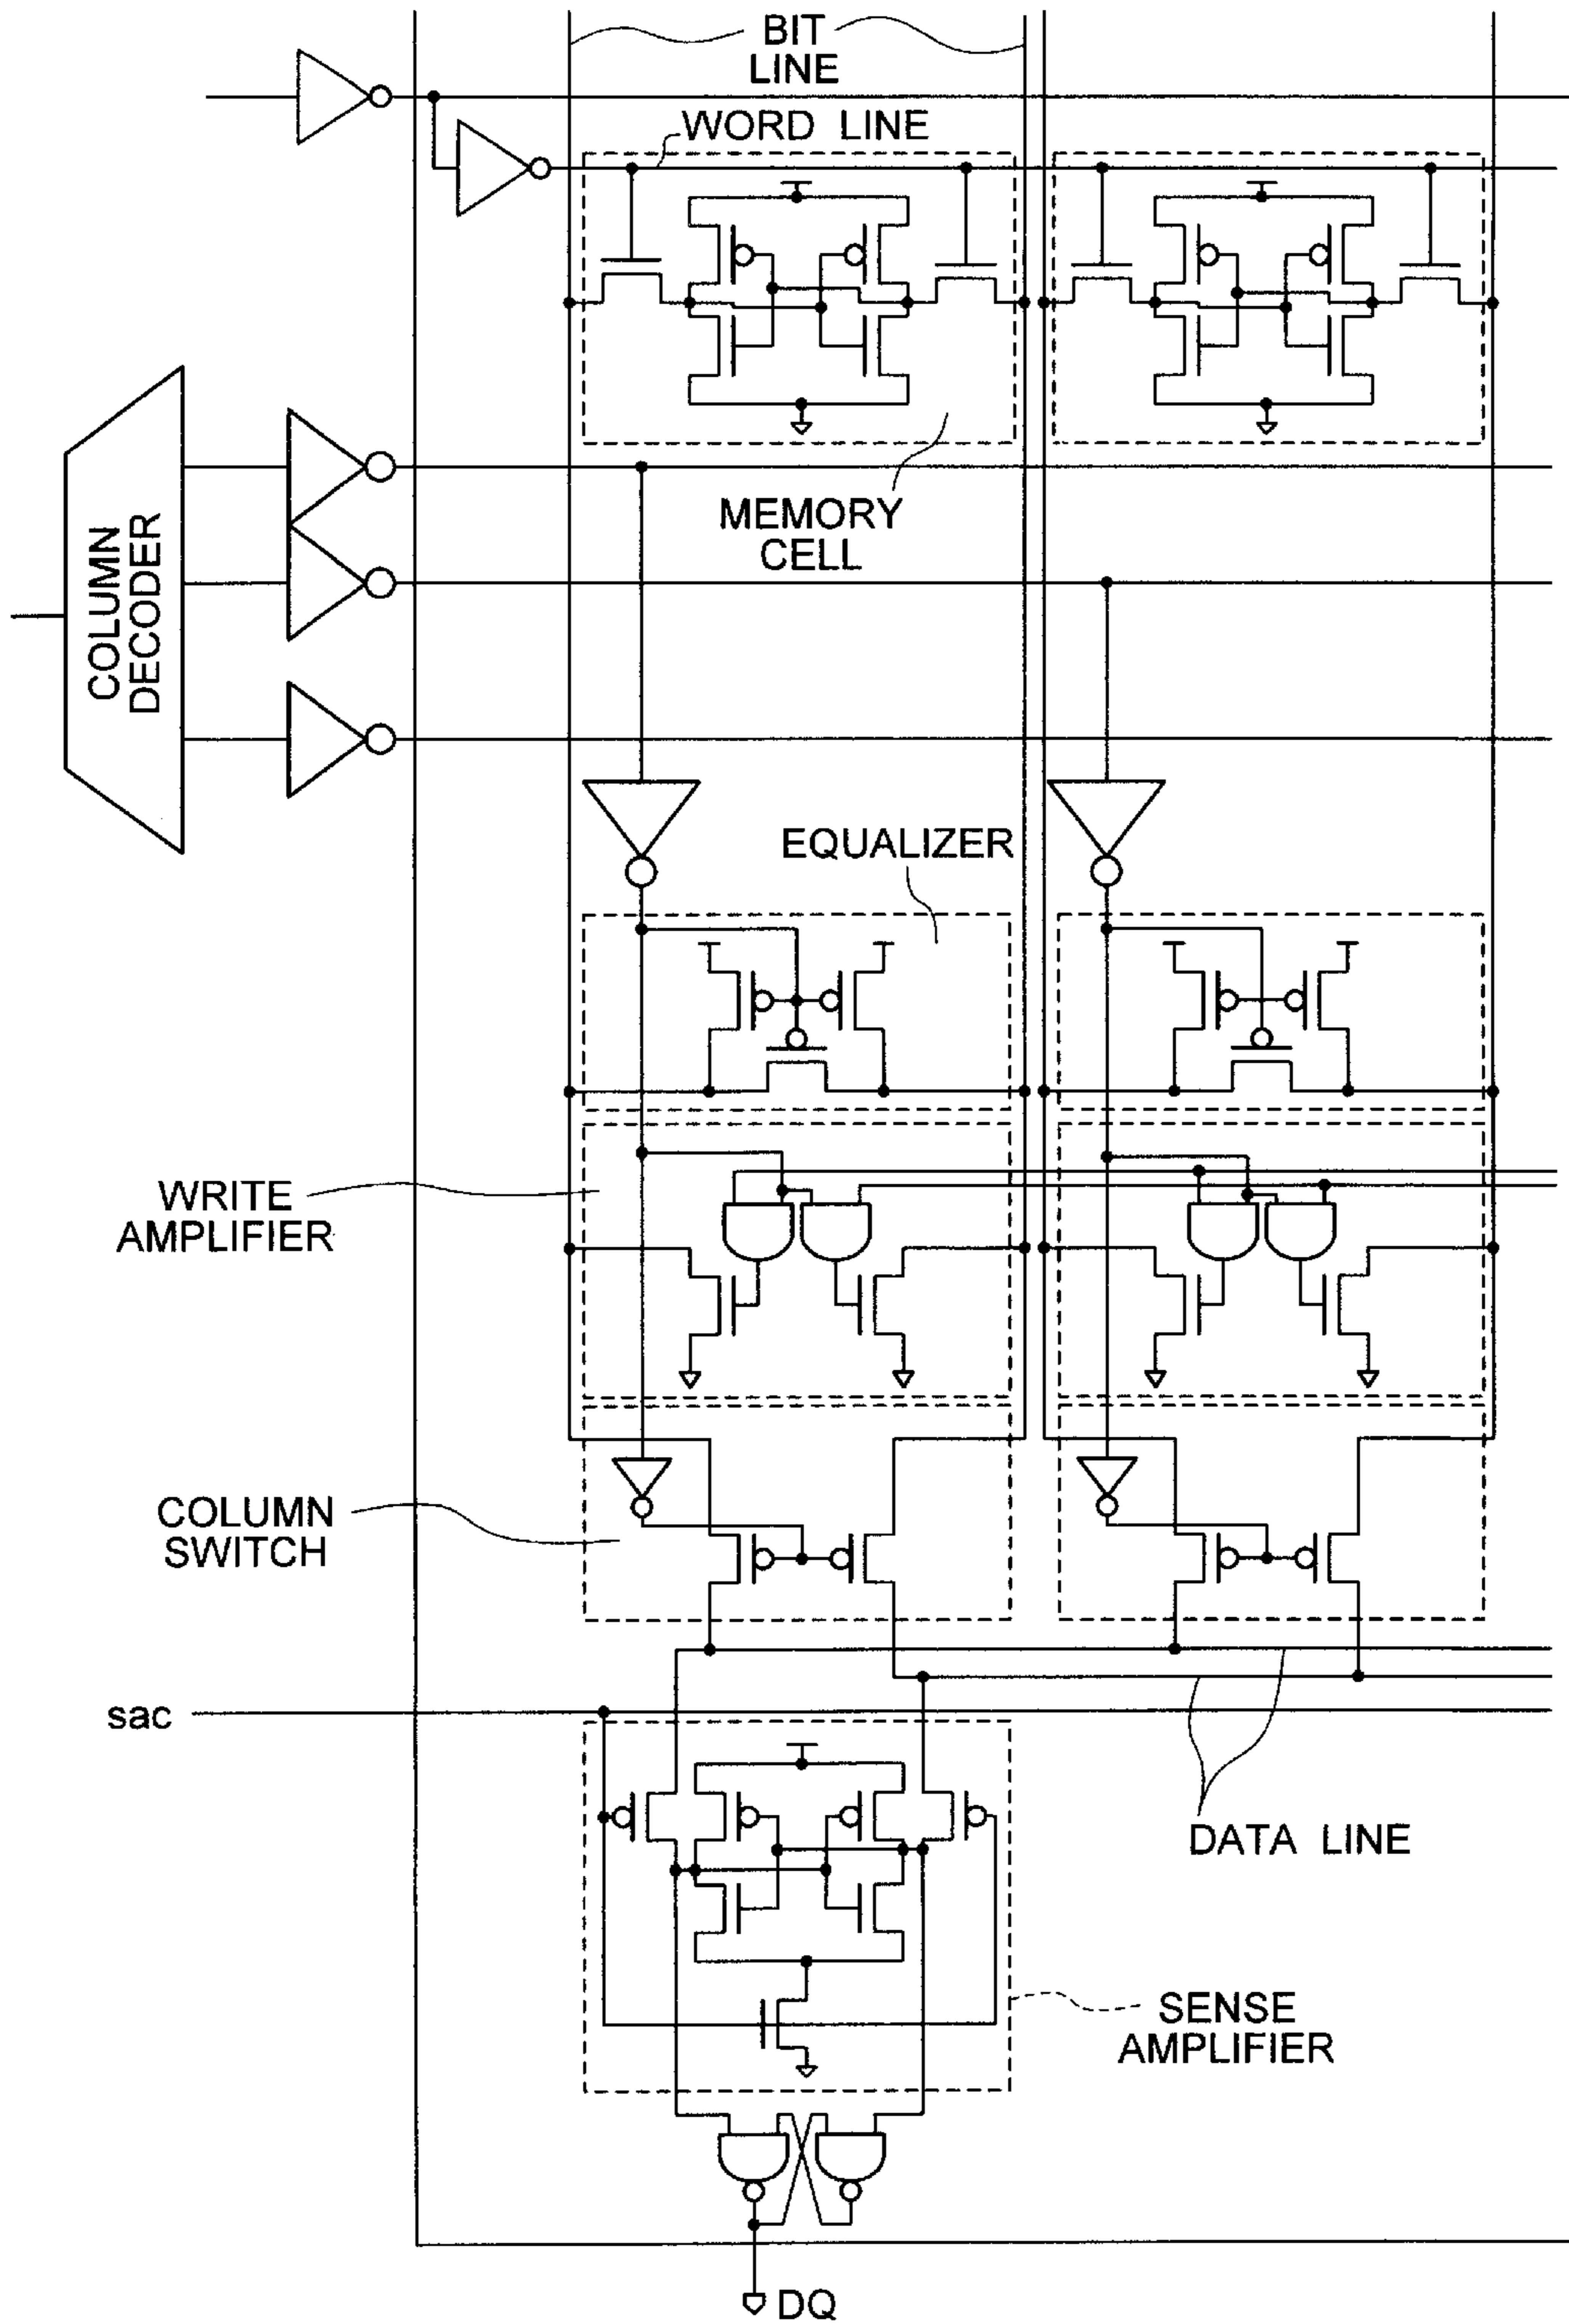 BIT
LINE
WORD LINE
MEMORY
CELL
COLUMN
DECODER
EQUALIZER
WRITE
AMPLIFIER
COLUMN
SWITCH
sac
DATA LINE
SENSE
AMPLIFIER
DQ